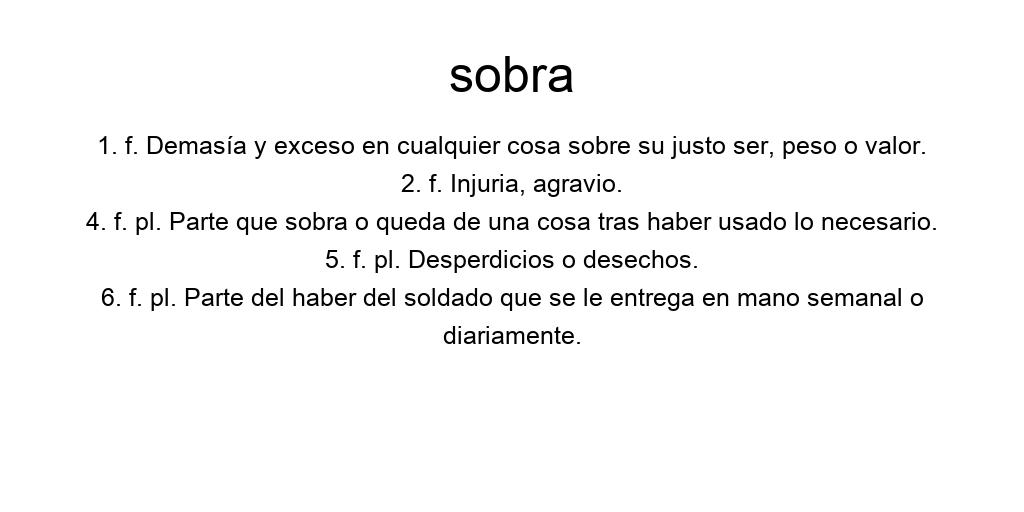 sobra
1. f. Demasía y exceso en cualquier cosa sobre su justo ser, peso o valor.
2. f. Injuria, agravio.
4. f. pl. Parte que sobra o queda de una cosa tras haber usado lo necesario.
5. f. pl. Desperdicios o desechos.
6. f. pl. Parte del haber del soldado que se le entrega en mano semanal o
diariamente.